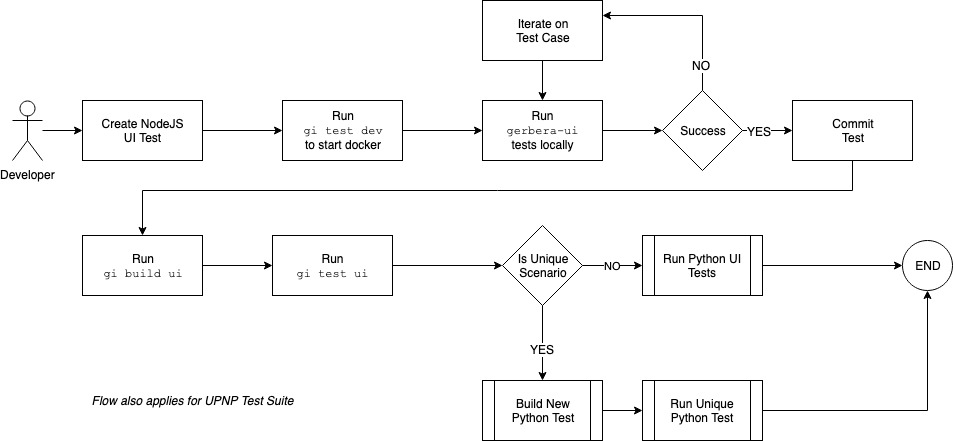 Iterate on
Test Case
NO
Developer
Create NodeJS
UI Test
Run
gi test dev
to start docker
Run
gerbera-ui
tests locally
Success
YES
Commit
Test
Run
gi build ui
Run
gi test ui
Is Unique
Scenario
NO
Run Python UI
Tests
END
YES
Build New
Python Test
Run Unique
Python Test
Flow also applies for UPNP Test Suite